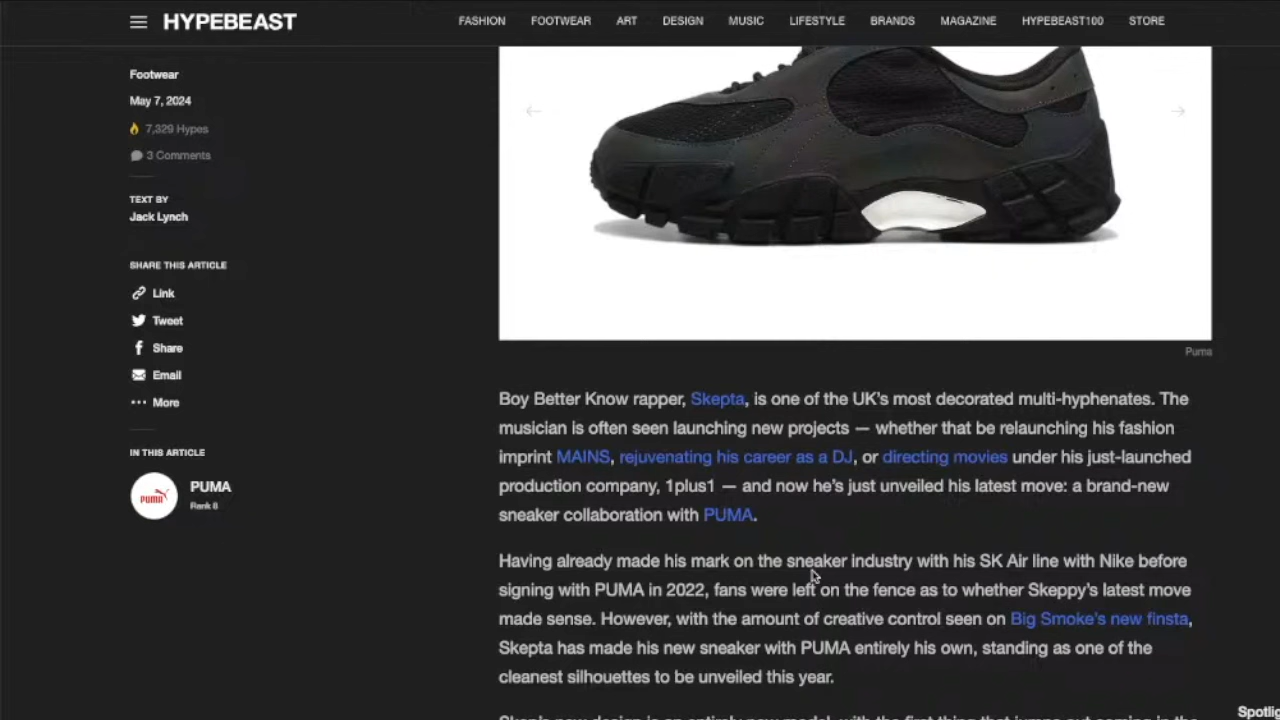 HYPEBEAST
FASHION FOOTWEAR ART DESIGN MUSIC LIFESTYLE BRANDS MAGAZINE HYPEBEAST100 STORE
Footwear
May 7, 2024
7,329 Hypes
3 Comments
TEXT BY
Jack Lynch
SHARE THIS ARTICLE
Link
Tweet
Share
Email
More
IN THIS ARTICLE
PUMA
PUMA
Rank 8
Puma
Boy Better Know rapper, Skepta, is one of the UK's most decorated multi-hyphenates. The
musician is often seen launching new projects — whether that be relaunching his fashion
imprint MAINS, rejuvenating his career as a DJ, or directing movies under his just-launched
production company, 1plus1 — and now he's just unveiled his latest move: a brand-new
sneaker collaboration with PUMA.
Having already made his mark on the sneaker industry with his SK Air line with Nike before
signing with PUMA in 2022, fans were left on the fence as to whether Skeppy's latest move
made sense. However, with the amount of creative control seen on Big Smoke's new finsta,
Skepta has made his new sneaker with PUMA entirely his own, standing as one of the
cleanest silhouettes to be unveiled this year.